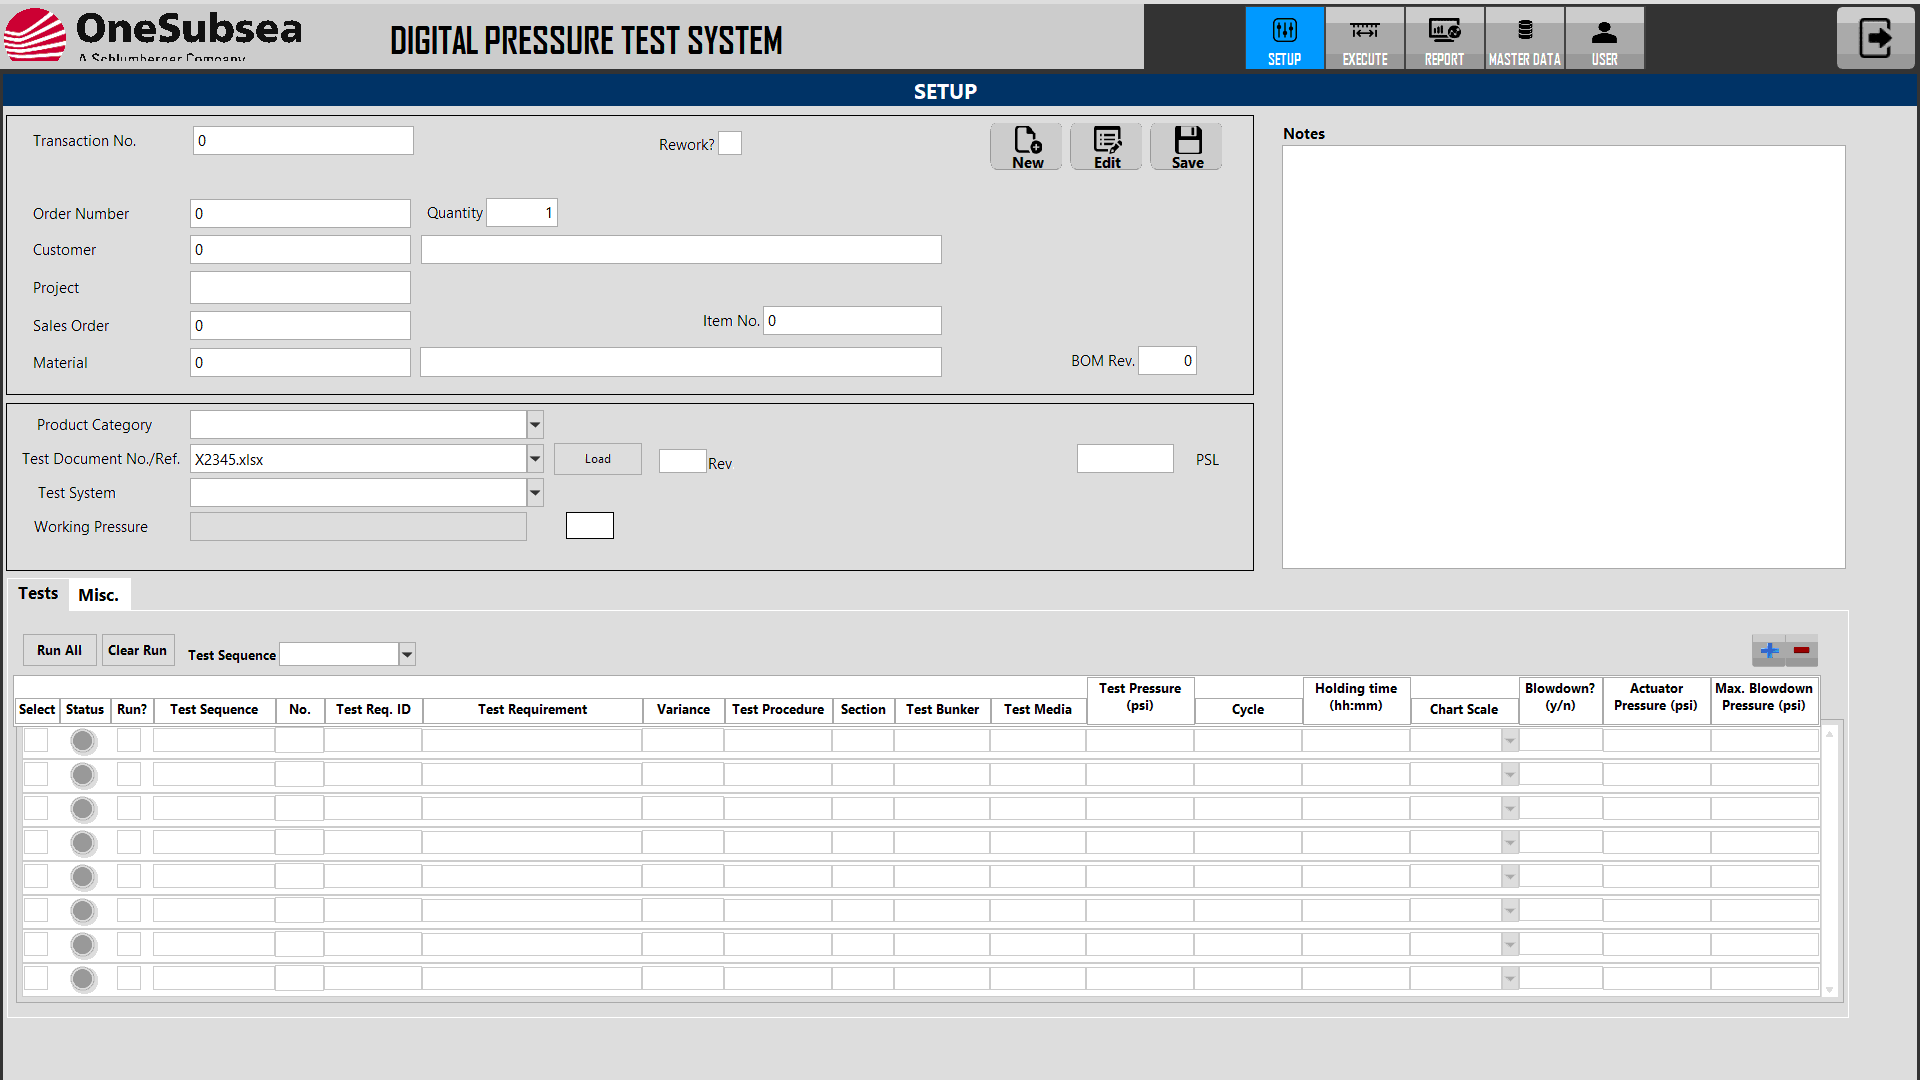 OneSubsea
A Schlumberger Company
DIGITAL PRESSURE TEST SYSTEM
SETUP
EXECUTE
REPORT
MASTER DATA
USER
SETUP
Transaction No. 0
Rework?
New
Edit
Save
Notes
Order Number 0
Quantity 1
Customer 0
Project
Sales Order 0
Item No. 0
Material 0
BOM Rev. 0
Product Category
Test Document No./Ref. X2345.xlsx
Load
Rev
PSL
Test System
Working Pressure
Tests
Misc.
Run All
Clear Run
Test Sequence
Select
Status
Run?
Test Sequence
No.
Test Req. ID
Test Requirement
Variance
Test Procedure
Section
Test Bunker
Test Media
Test Pressure
(psi)
Cycle
Holding time
(hh:mm)
Chart Scale
Blowdown?
(y/n)
Actuator
Pressure (psi)
Max. Blowdown
Pressure (psi)